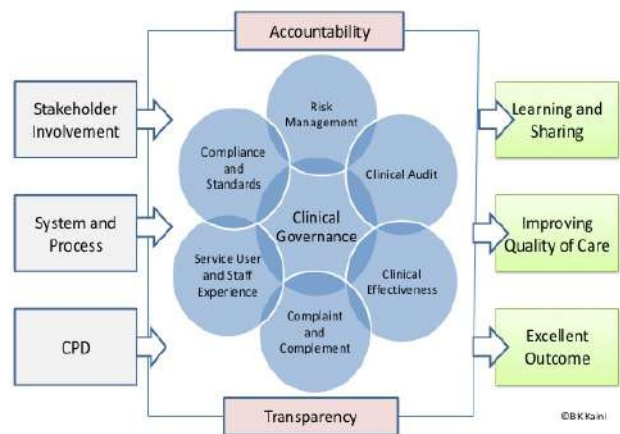 Accountability
Stakeholder
Involvement
System and
Process
CPD
Risk
Management
Compliance
and
Standards
Clinical Audit
Clinical
Governance
Service User
and Staff
Experience
Clinical
Effectiveness
Complaint
and
Complement
Learning and
Sharing
Improving
Quality of Care
Excellent
Outcome
Transparency
©BKKaini